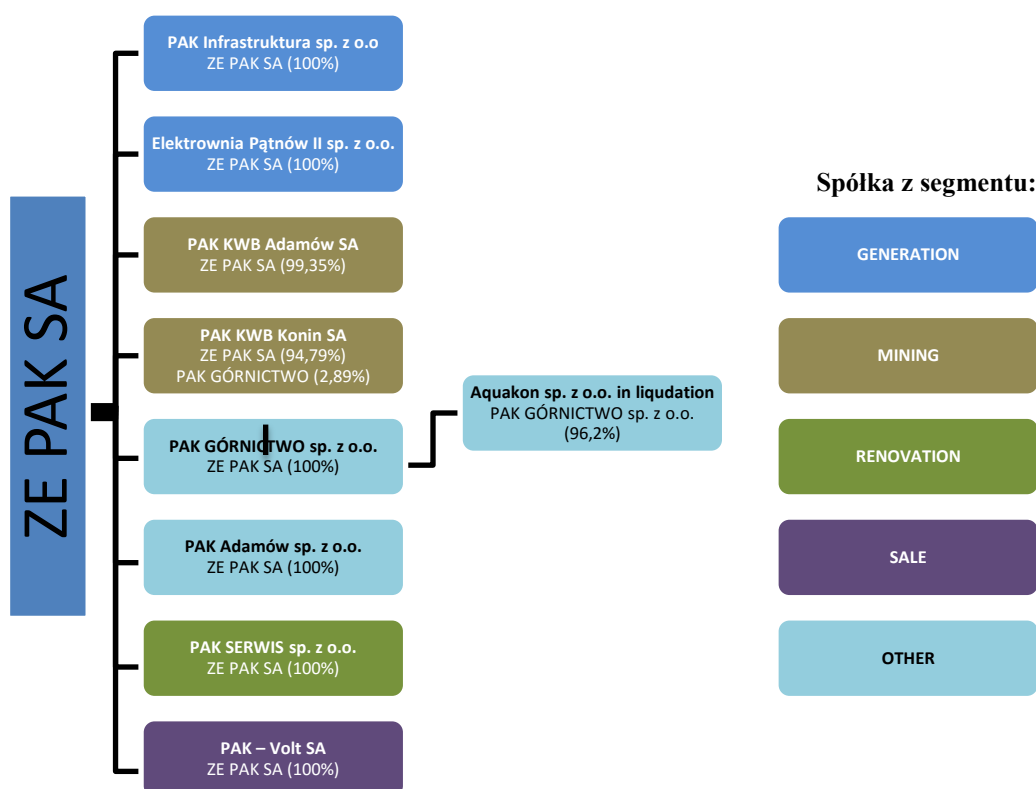 ZE PAK SA
PAK Infrastruktura sp. z o.o
ZE PAK SA (100%)
Elektrownia Pątnów II sp. z o.o.
ZE PAK SA (100%)
PAK KWB Adamów SA
ZE PAK SA (99,35%)
PAK KWB Konin SA
ZE PAK SA (94,79%)
PAK GÓRNICTWO (2,89%)
PAK GÓRNICTWO sp. z o.o.
ZE PAK SA (100%)
Aquakon sp. z o.o. in liqudation
PAK GÓRNICTWO sp. z o.o.
(96,2%)
PAK Adamów sp. z o.o.
ZE PAK SA (100%)
PAK SERWIS sp. z o.o.
ZE PAK SA (100%)
PAK – Volt SA
ZE PAK SA (100%)
Spółka z segmentu:
GENERATION
MINING
RENOVATION
SALE
OTHER